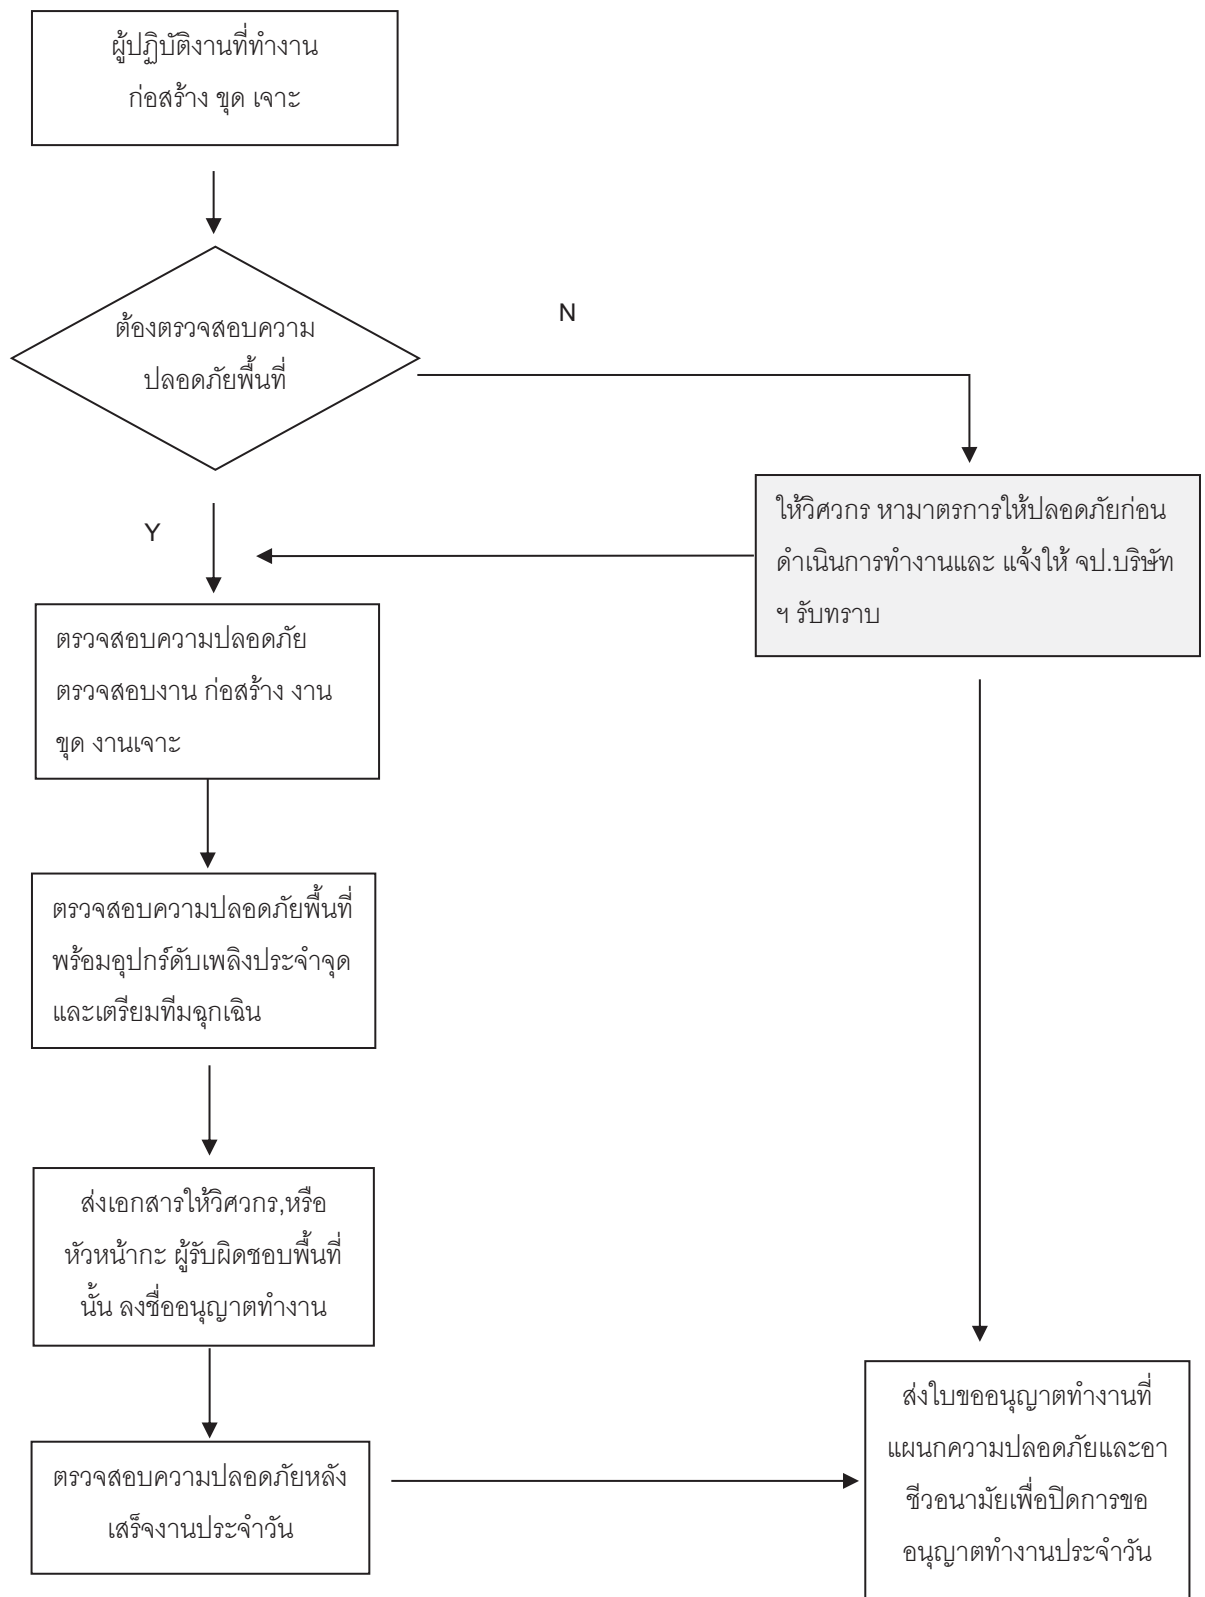 ผู้ปฏิบัติงานที่ทำงาน
ก่อสร้าง ขุด เจาะ
ต้องตรวจสอบความ
ปลอดภัยพื้นที่
N
Y
ให้วิศวกร หามาตรการให้ปลอดภัยก่อน
ดำเนินการทำงานและ แจ้งให้ จป.บริษัท
ฯ รับทราบ
ตรวจสอบความปลอดภัย
ตรวจสอบงาน ก่อสร้าง งาน
ขุด งานเจาะ
ตรวจสอบความปลอดภัยพื้นที่
พร้อมอุปกร์ดับเพลิงประจำจุด
และเตรียมทีมฉุกเฉิน
ส่งเอกสารให้วิศวกร,หรือ
หัวหน้ากะ ผู้รับผิดชอบพื้นที่
นั้น ลงชื่ออนุญาตทำงาน
ตรวจสอบความปลอดภัยหลัง
เสร็จงานประจำวัน
ส่งใบขออนุญาตทำงานที่
แผนกความปลอดภัยและอา
ชีวอนามัยเพื่อปิดการขอ
อนุญาตทำงานประจำวัน